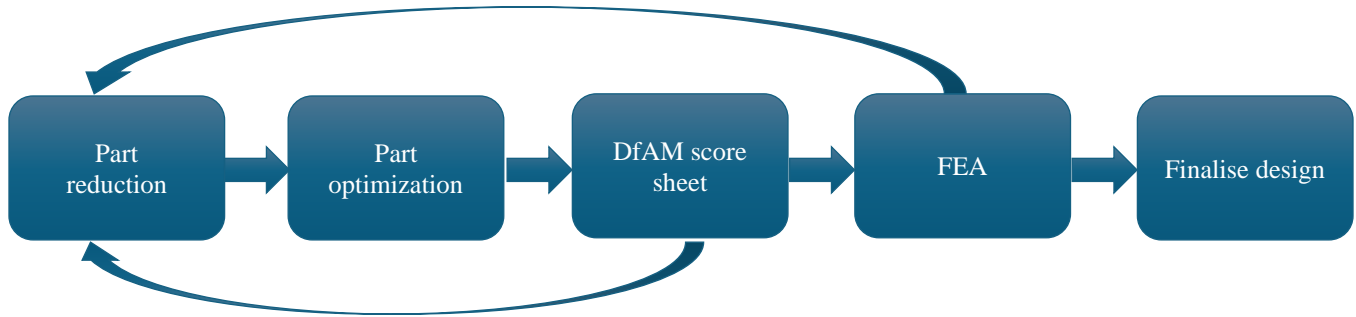 Part
reduction
Part
optimization
DfAM score
sheet
FEA
Finalise design